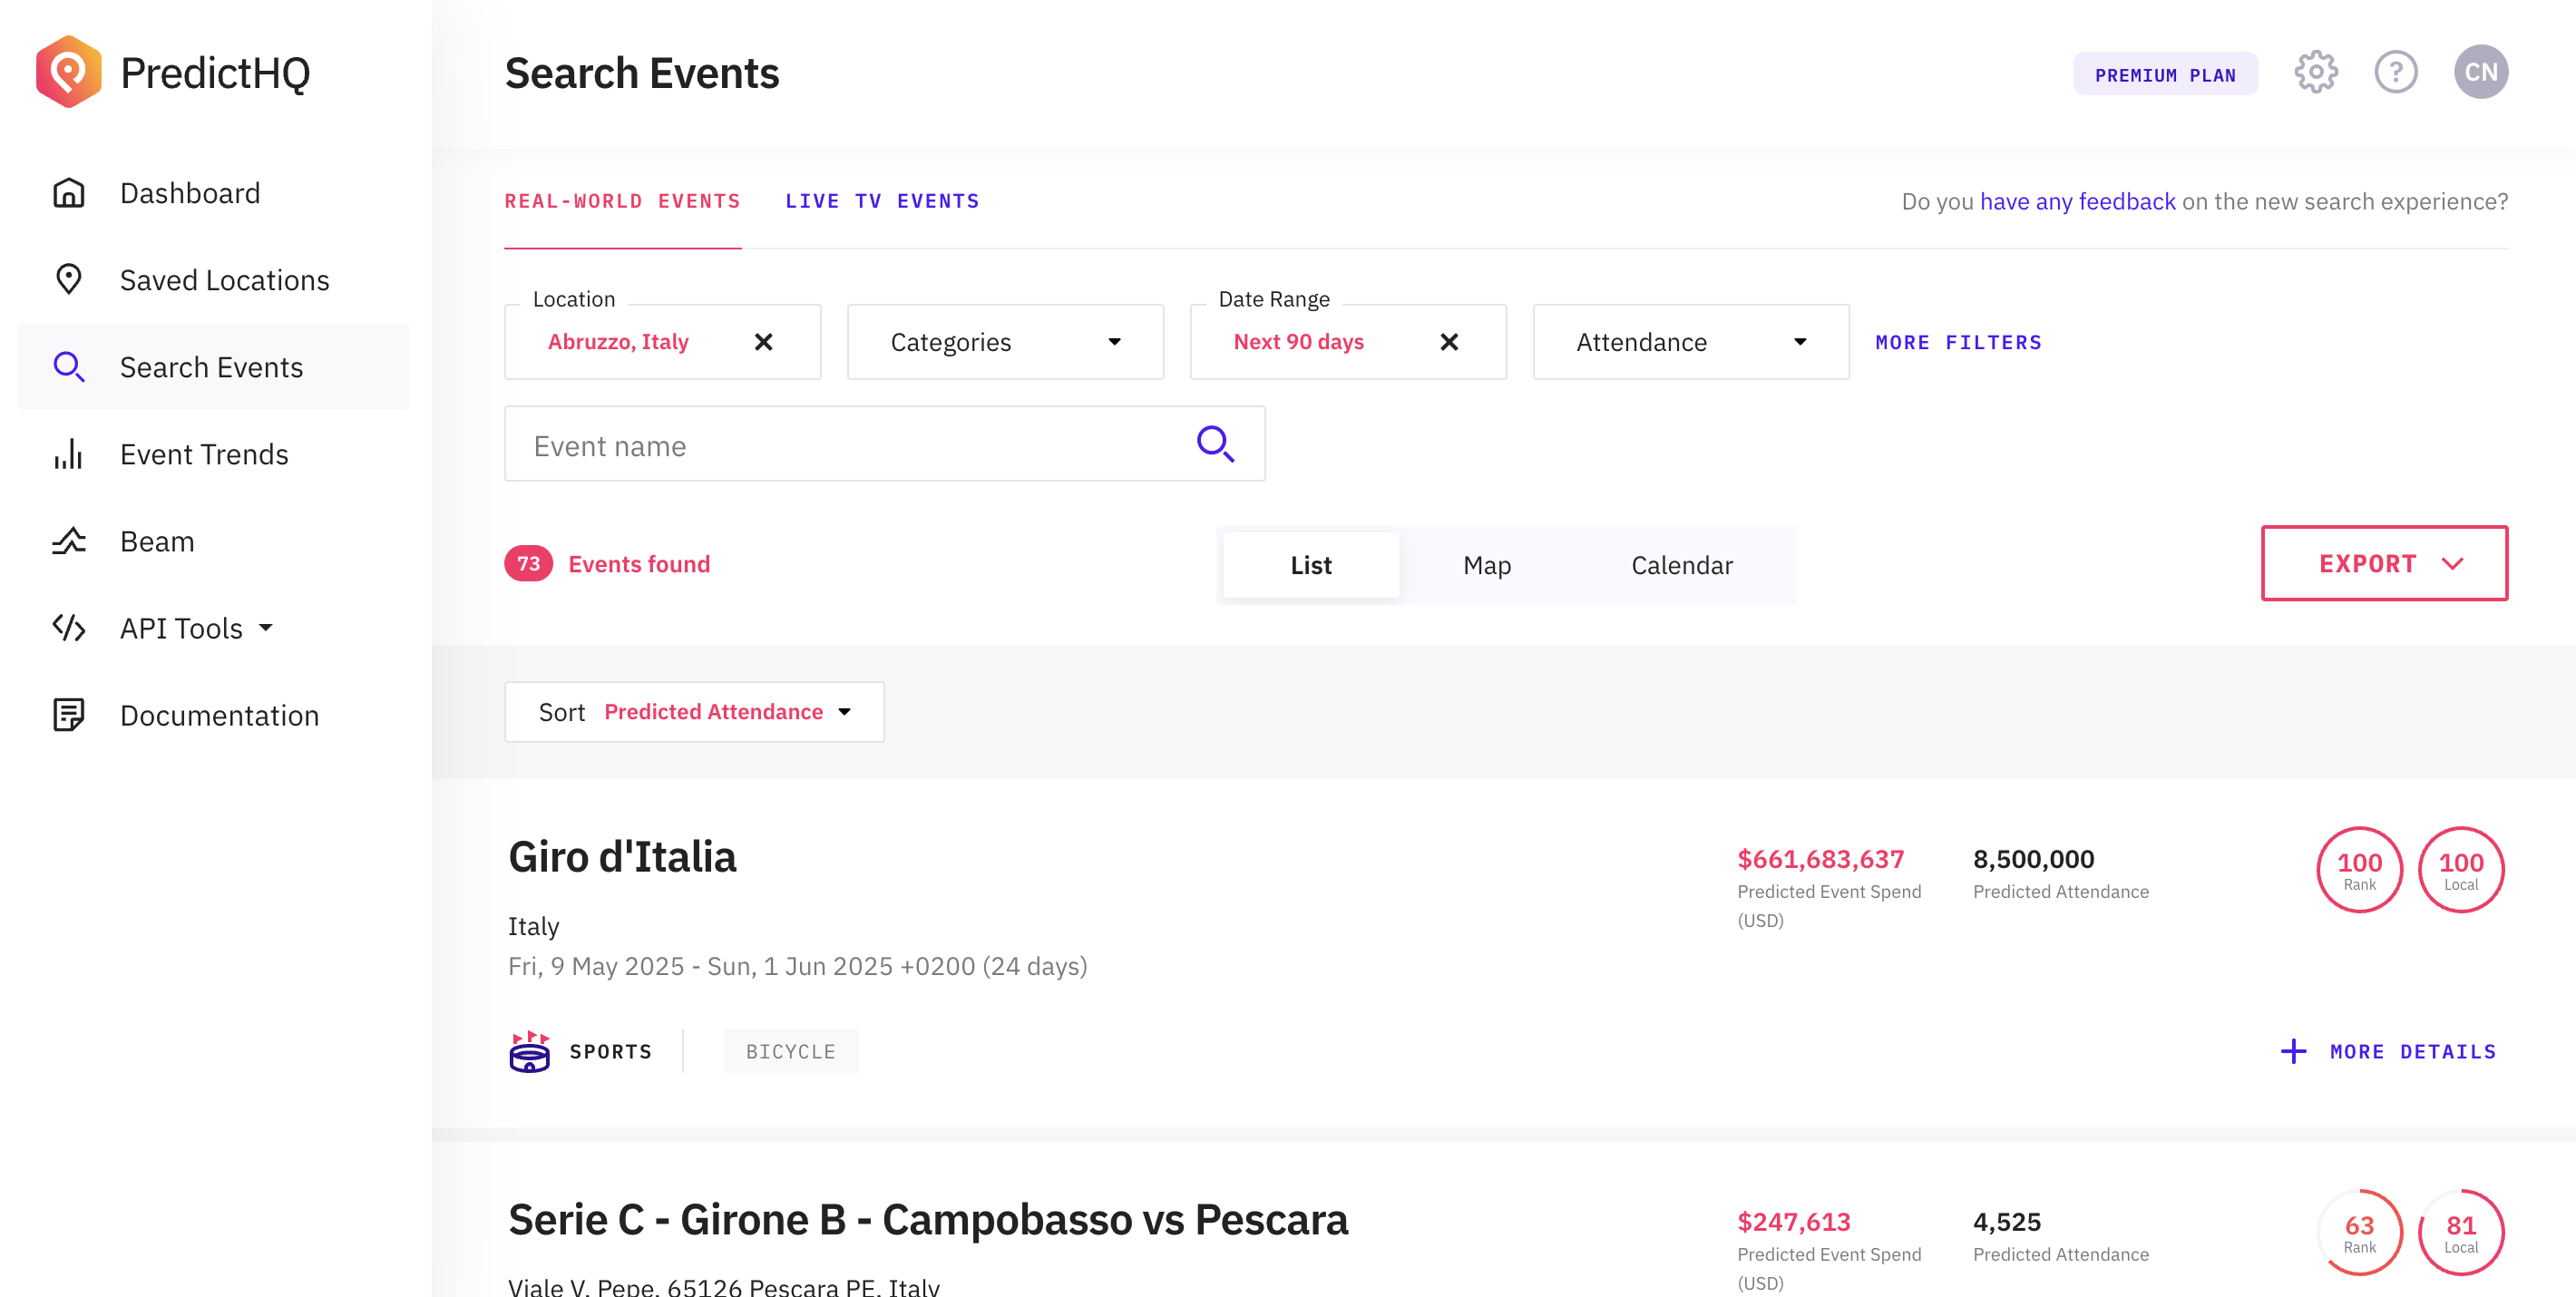 PredictHQ
Dashboard
Saved Locations
Search Events
Event Trends
Beam
API Tools
Documentation
Search Events
PREMIUM PLAN
?
CN
REAL-WORLD EVENTS
LIVE TV EVENTS
Do you have any feedback on the new search experience?
Location
Abruzzo, Italy
Categories
Date Range
Next 90 days
Attendance
MORE FILTERS
Event name
73 Events found
List
Map
Calendar
EXPORT
Sort Predicted Attendance
Giro d'Italia
Italy
Fri, 9 May 2025 - Sun, 1 Jun 2025 +0200 (24 days)
$661,683,637
Predicted Event Spend
(USD)
8,500,000
Predicted Attendance
100
Rank
100
Local
SPORTS
BICYCLE
MORE DETAILS
Serie C - Girone B - Campobasso vs Pescara
Viale V. Pepe, 65126 Pescara PE, Italy
$247,613
Predicted Event Spend
(USD)
4,525
Predicted Attendance
63
Rank
81
Local